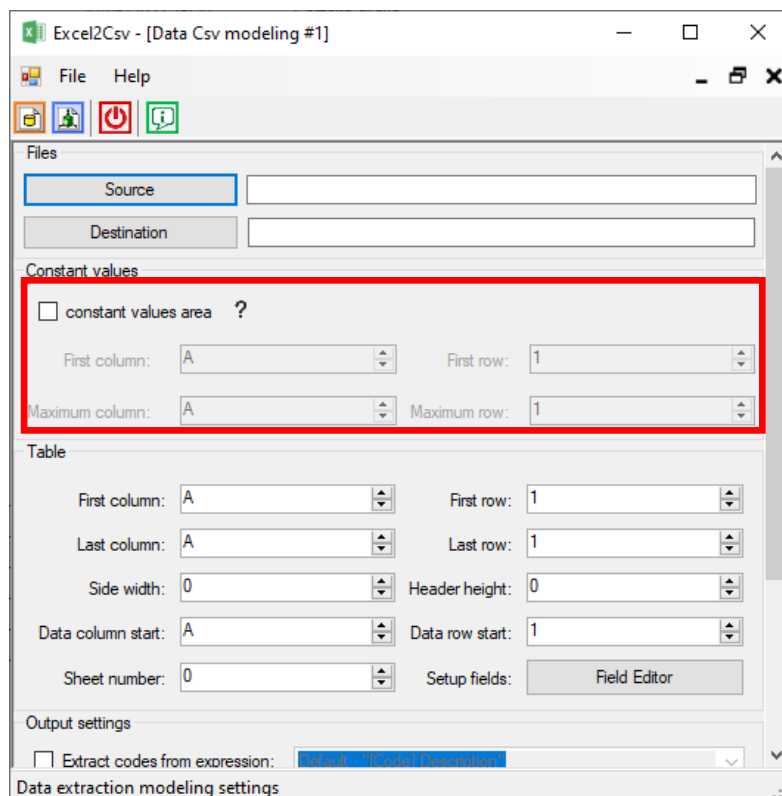 Excel2Csv - [Data Csv modeling #1]
File Help
Files
Source
Destination
Constant values
constant values area ?
First column: A First row: 1
Maximum column: A Maximum row: 1
Table
First column: A First row: 1
Last column: A Last row: 1
Side width: 0 Header height: 0
Data column start: A Data row start: 1
Sheet number: 0 Setup fields: Field Editor
Output settings
Extract codes from expression: Default - "[Code] Description"
Data extraction modeling settings